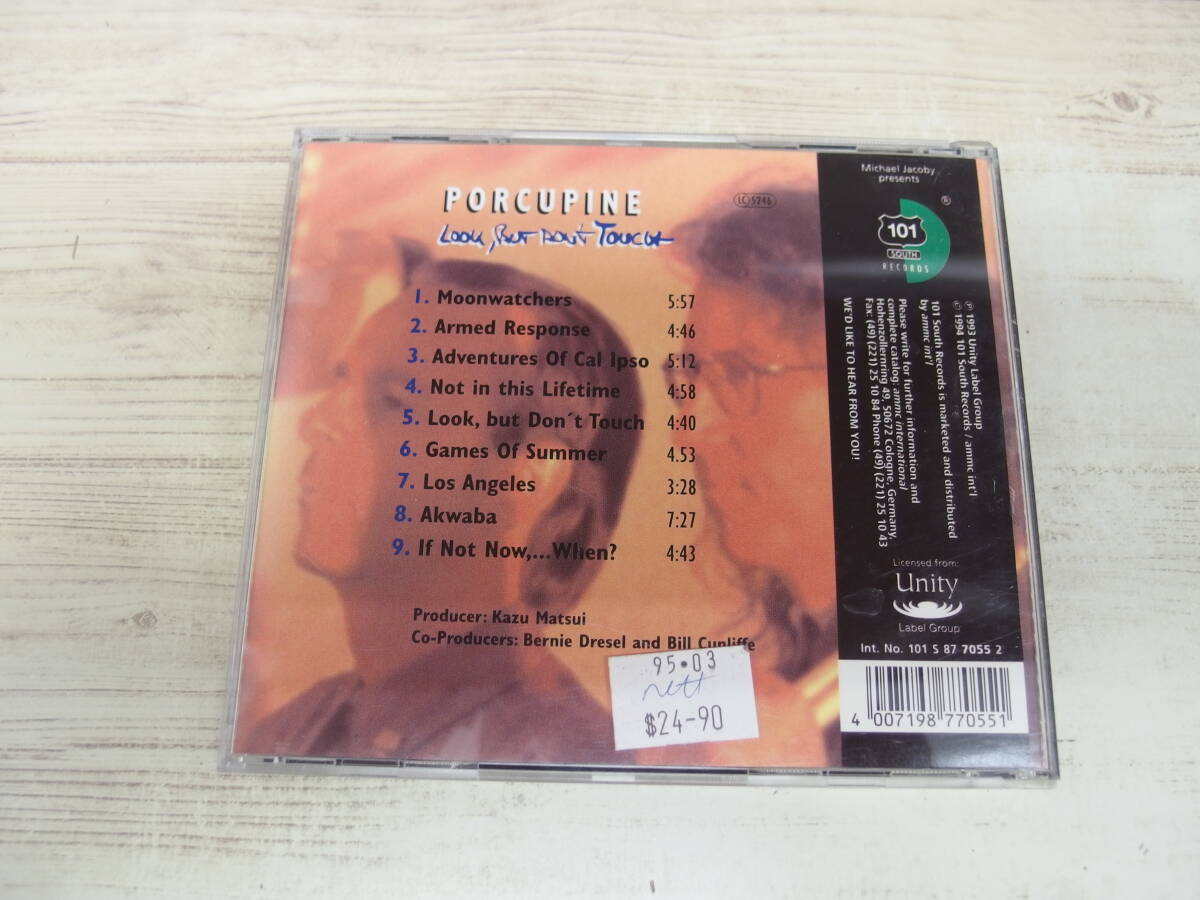 PORCUPINE
LOOK, BUT DON'T TOUCH
LC 5246
1. Moonwatchers 5:57
2. Armed Response 4:46
3. Adventures Of Cal Ipso 5:12
4. Not in this Lifetime 4:58
5. Look, but Don´t Touch 4:40
6. Games Of Summer 4.53
7. Los Angeles 3:28
8. Akwaba 7:27
9. If Not Now,...When? 4:43
Producer: Kazu Matsui
Co-Producers: Bernie Dresel and Bill Cunliffe
95•03
nett
$24-90
Michael Jacoby
presents
®
101
SOUTH
RECORDS
℗ 1993 Unity Label Group
© 1994 101 South Records / ammc int'l
101 South Records is marketed and distributed
by ammc int'l
Please write for further information and
complete catalog: ammc international
Hohenzollernring 49, 50672 Cologne, Germany,
Fax: (49) (221) 25 10 84 Phone (49) (221) 25 10 43
WE'D LIKE TO HEAR FROM YOU!
Licensed from:
Unity
Label Group
Int. No. 101 S 87 7055 2
4 007198 770551